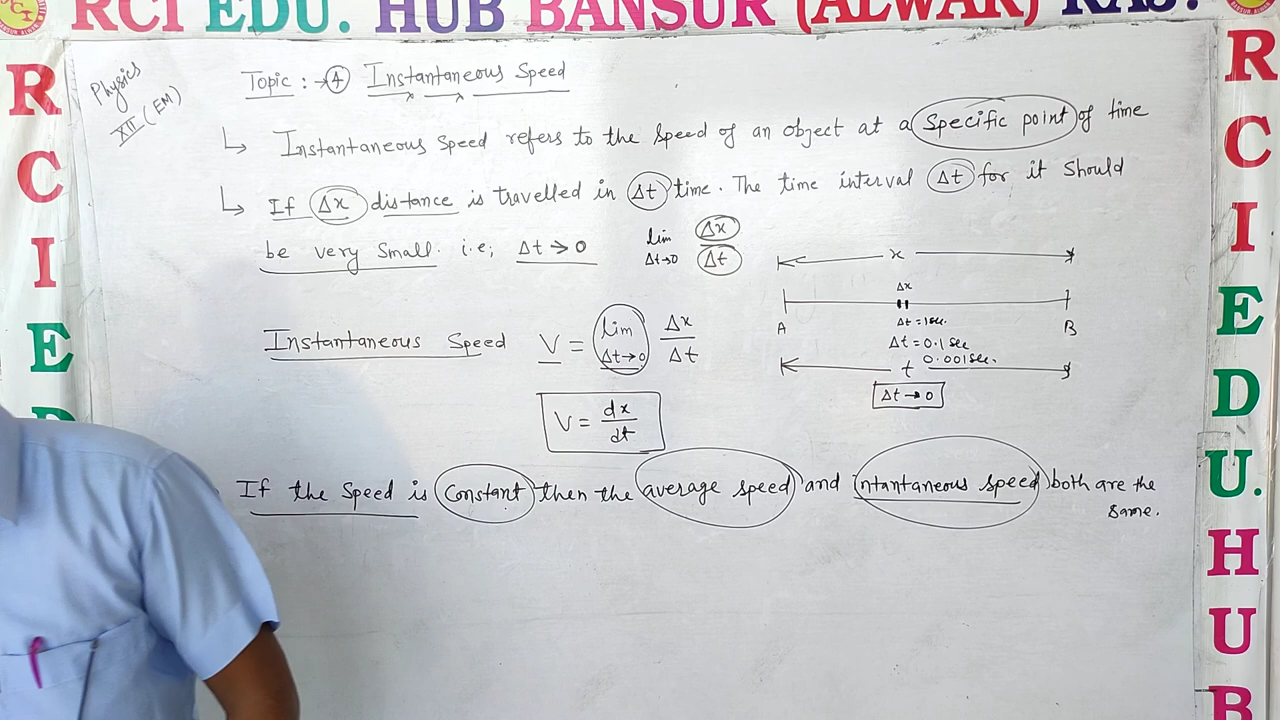 RCI EDU. HUB BANSUR (ALWAR) RAJ.
R
C
I
E
D
R
C
I
E
D
U.
H
U
B
Physics
XII (EM)
Topic :→ 4 Instantaneous Speed
↳ Instantaneous Speed refers to the Speed of an object at a Specific point of time
↳ If Δx distance is travelled in Δt time. The time interval Δt for it Should
be very Small. i.e; Δt → 0
lim Δx
Δt→0 Δt
x
Δx
A B
Δt = 1sec.
Δt = 0.1 sec
0.001sec.
t
Δt → 0
Instantaneous Speed V = lim Δx
Δt→0 Δt
V = dx
dt
If the Speed is Constant then the average speed and intantaneous speed both are the
Same.